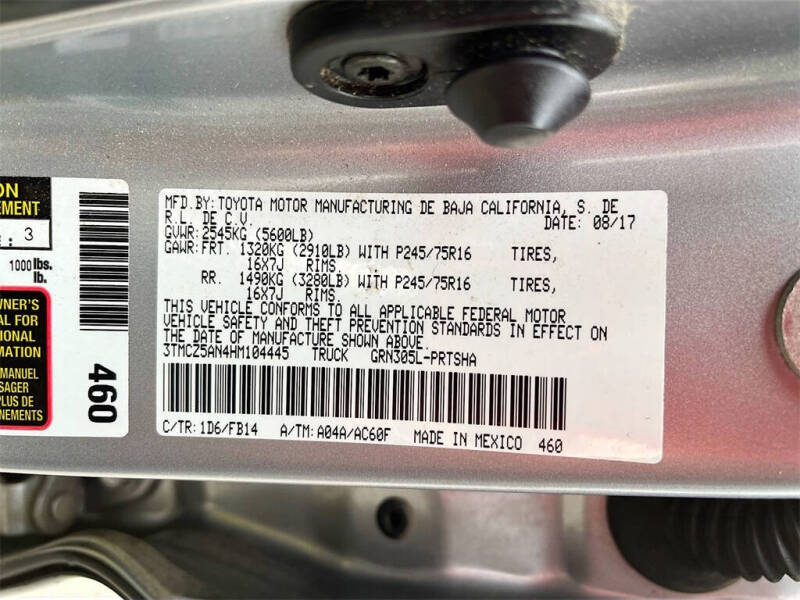 ON
EMENT
E: 3
1000 lbs.
lb.
WNER'S
AL FOR
IONAL
MATION
MANUEL
SAGER
PLUS DE
NEMENTS
460
MFD.BY: TOYOTA MOTOR MANUFACTURING DE BAJA CALIFORNIA, S. DE
R.L. DE C.V. DATE: 08/17
GVWR: 2545KG (5600LB)
GAWR: FRT. 1320KG (2910LB) WITH P245/75R16 TIRES,
16X7J RIMS.
RR. 1490KG (3280LB) WITH P245/75R16 TIRES,
16X7J RIMS.
THIS VEHICLE CONFORMS TO ALL APPLICABLE FEDERAL MOTOR
VEHICLE SAFETY AND THEFT PREVENTION STANDARDS IN EFFECT ON
THE DATE OF MANUFACTURE SHOWN ABOVE.
3TMCZ5AN4HM104445 TRUCK GRN305L-PRTSHA
C/TR: 1D6/FB14 A/TM: A04A/AC60F MADE IN MEXICO 460